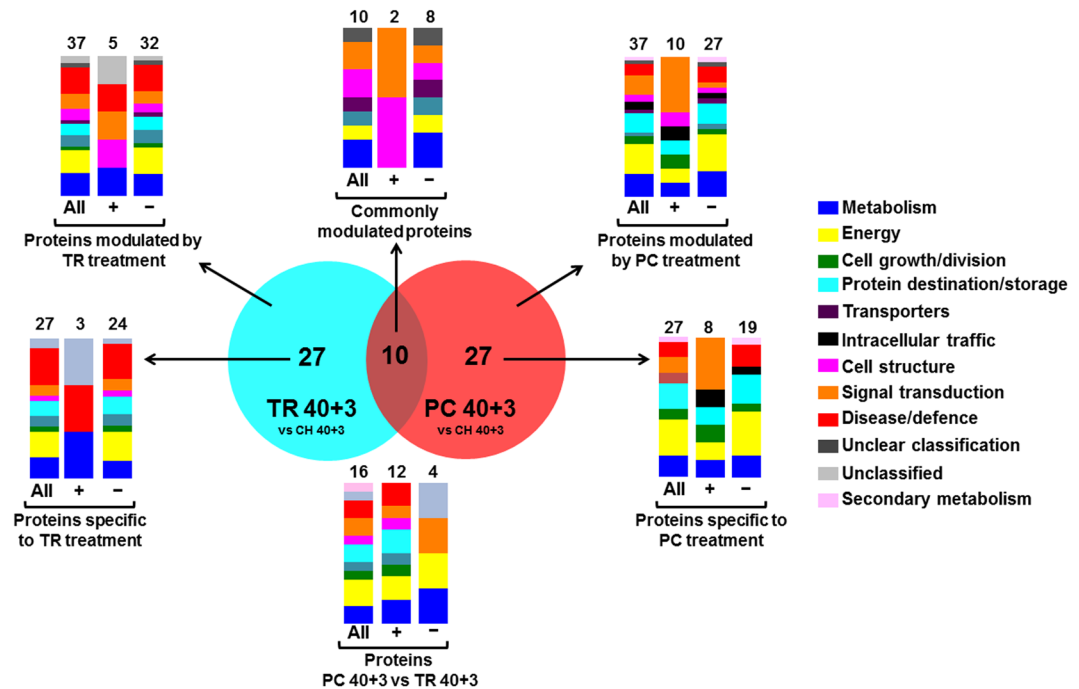 37 5 32
All + −
Proteins modulated by
TR treatment
10 2 8
All + −
Commonly
modulated proteins
37 10 27
All + −
Proteins modulated
by PC treatment
27 3 24
All + −
Proteins specific
to TR treatment
27
TR 40+3
vs CH 40+3
10
27
PC 40+3
vs CH 40+3
27 8 19
All + −
Proteins specific to
PC treatment
16 12 4
All + −
Proteins
PC 40+3 vs TR 40+3
Metabolism
Energy
Cell growth/division
Protein destination/storage
Transporters
Intracellular traffic
Cell structure
Signal transduction
Disease/defence
Unclear classification
Unclassified
Secondary metabolism